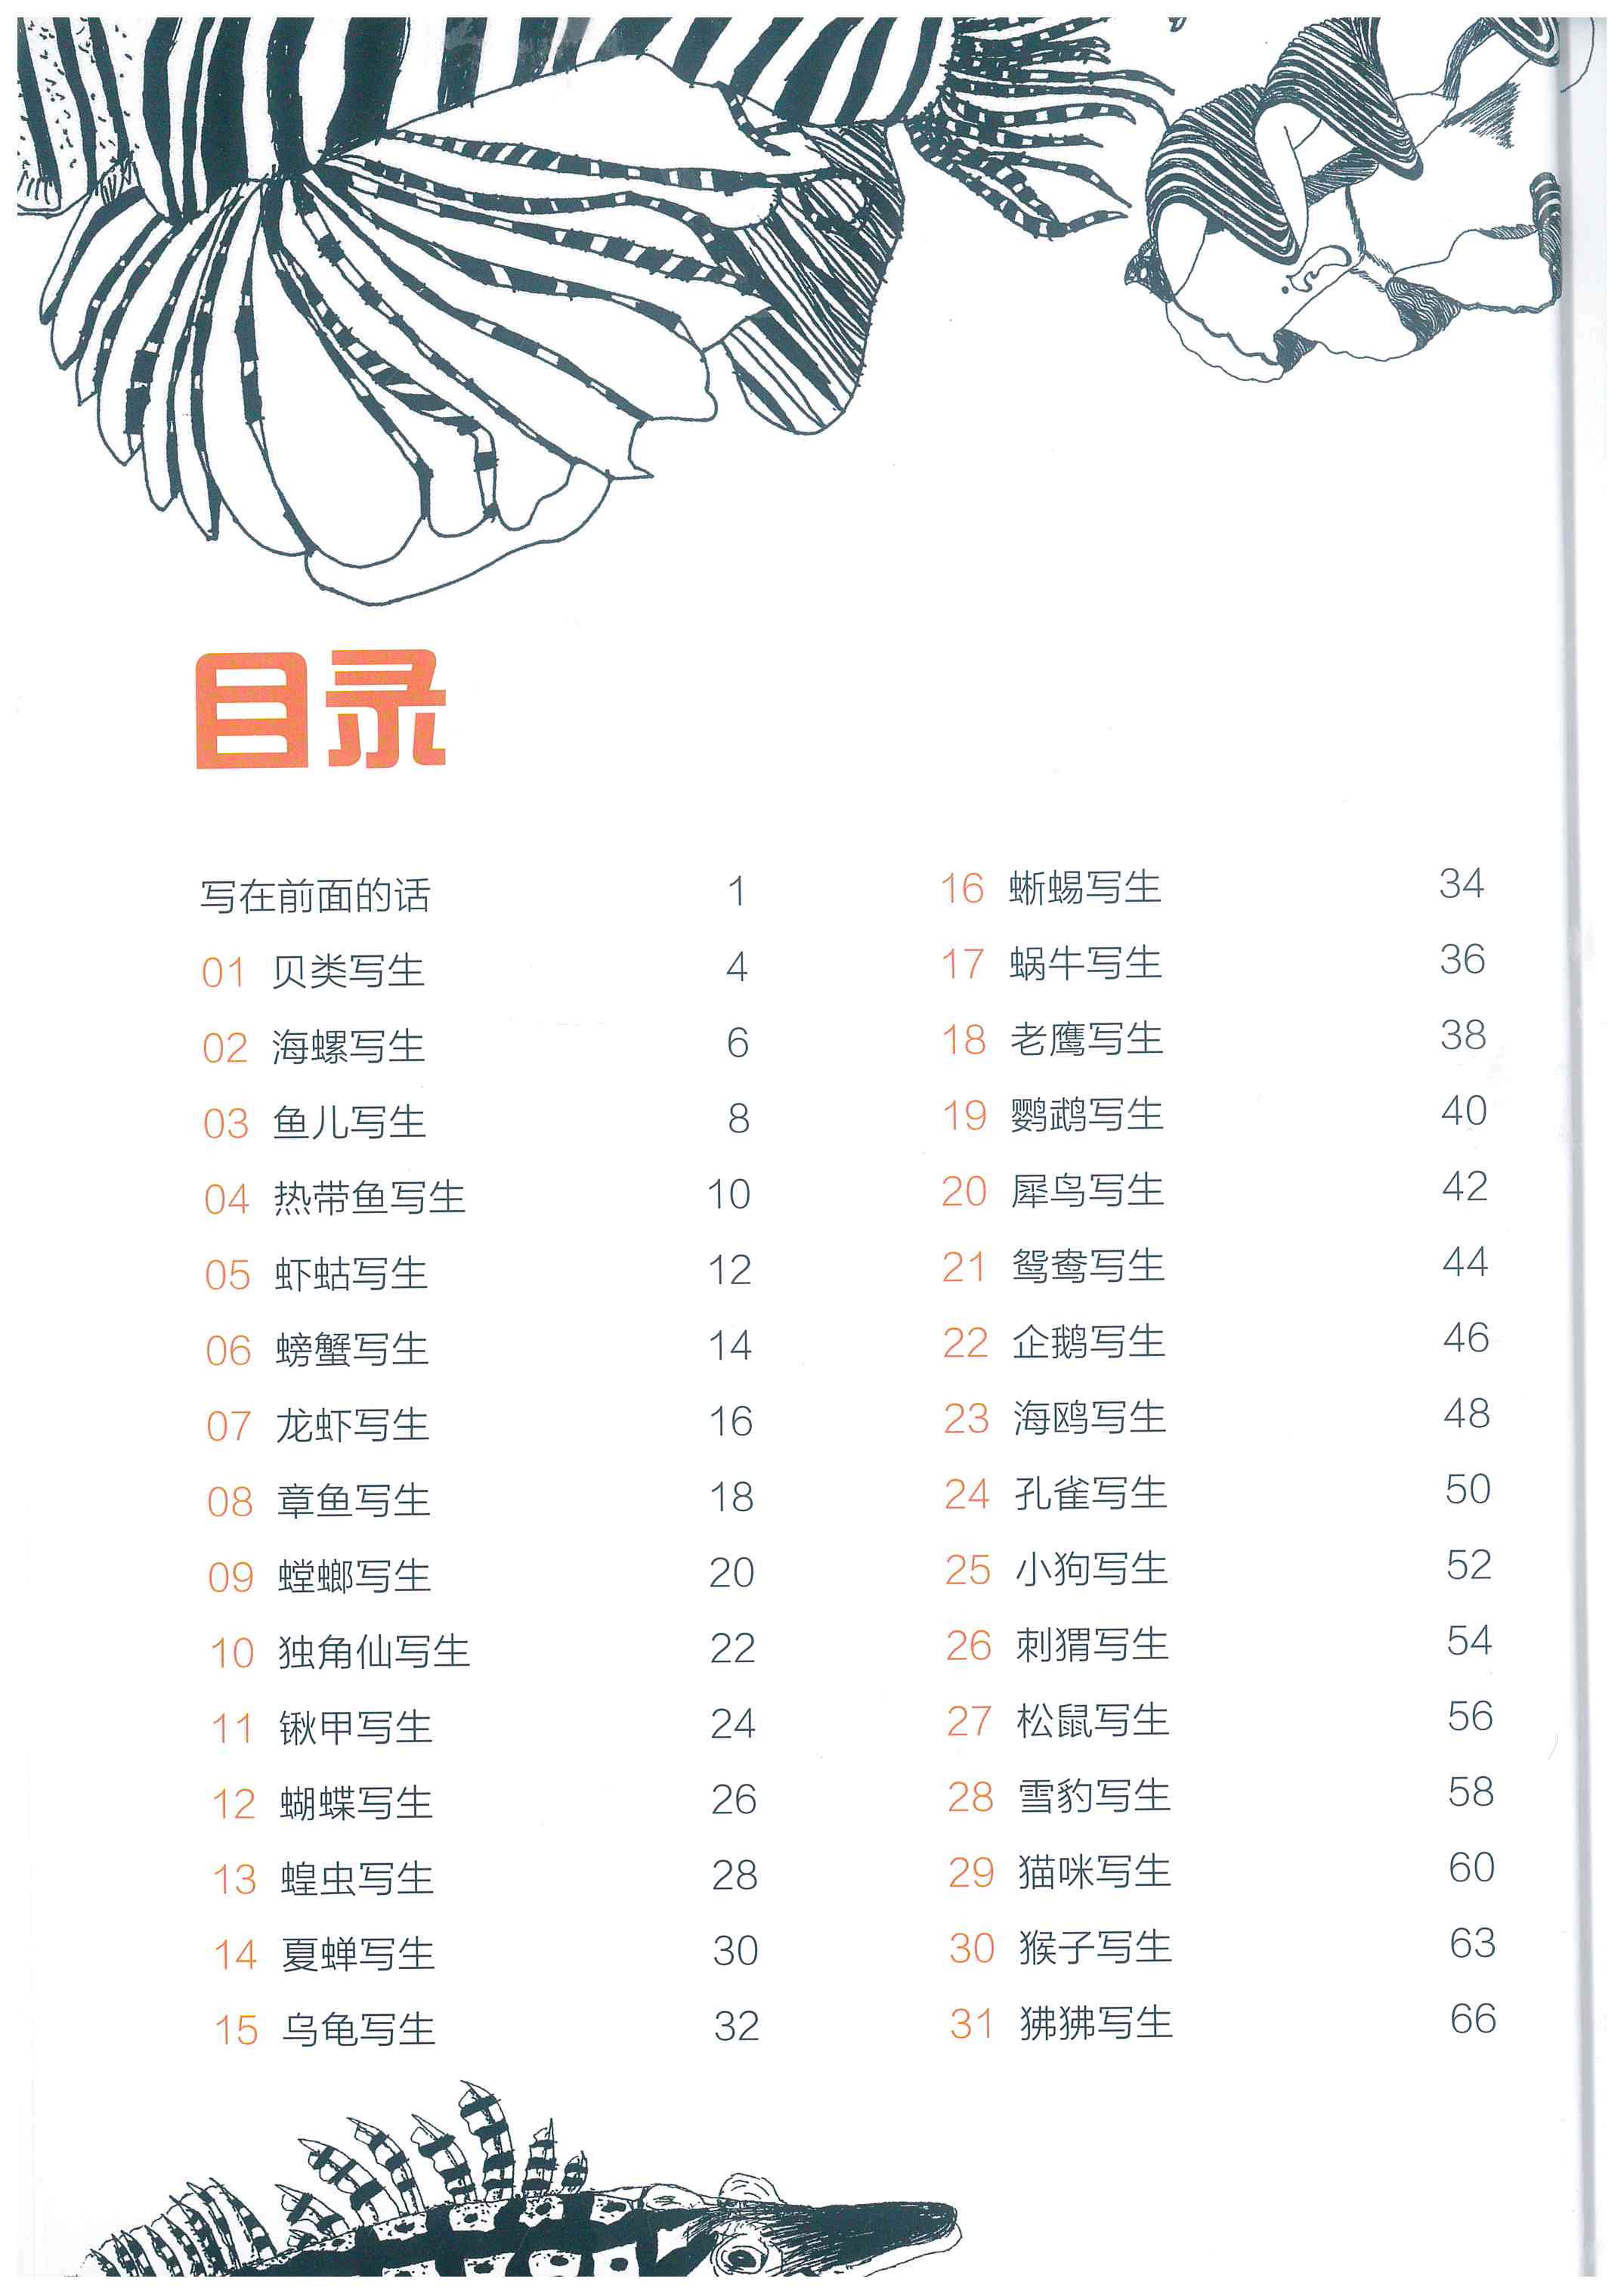 目录
写在前面的话 1
01 贝类写生 4
02 海螺写生 6
03 鱼儿写生 8
04 热带鱼写生 10
05 虾蛄写生 12
06 螃蟹写生 14
07 龙虾写生 16
08 章鱼写生 18
09 螳螂写生 20
10 独角仙写生 22
11 锹甲写生 24
12 蝴蝶写生 26
13 蝗虫写生 28
14 夏蝉写生 30
15 乌龟写生 32
16 蜥蜴写生 34
17 蜗牛写生 36
18 老鹰写生 38
19 鹦鹉写生 40
20 犀鸟写生 42
21 鸳鸯写生 44
22 企鹅写生 46
23 海鸥写生 48
24 孔雀写生 50
25 小狗写生 52
26 刺猬写生 54
27 松鼠写生 56
28 雪豹写生 58
29 猫咪写生 60
30 猴子写生 63
31 狒狒写生 66